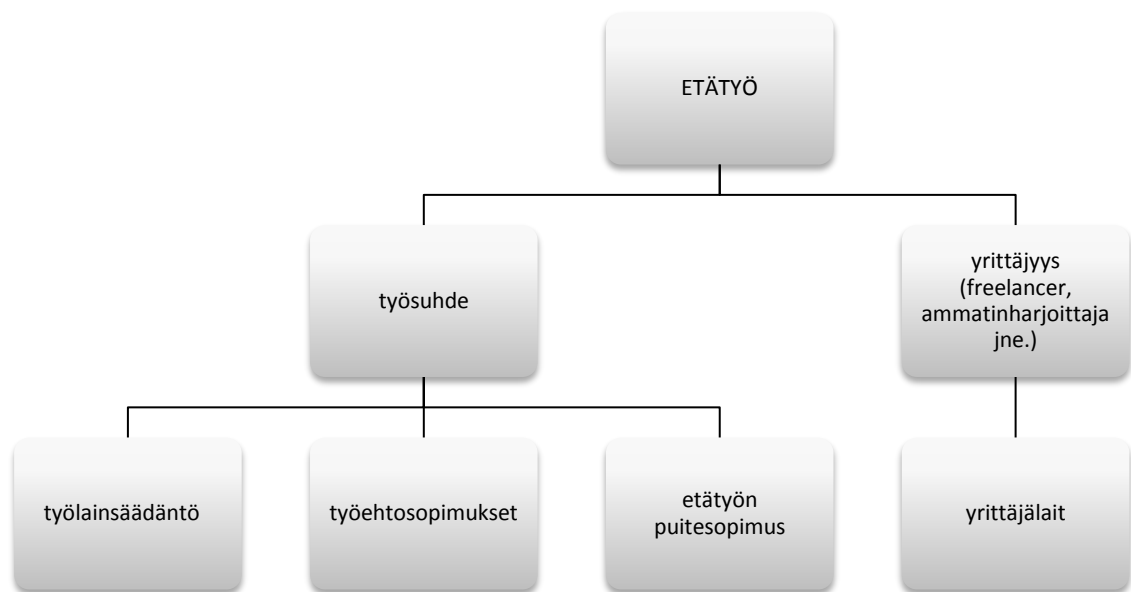 ETÄTYÖ
työsuhde
yrittäjyys
(freelancer,
ammatinharjoittaja
jne.)
työlainsäädäntö
työehtosopimukset
etätyön
puitesopimus
yrittäjälait